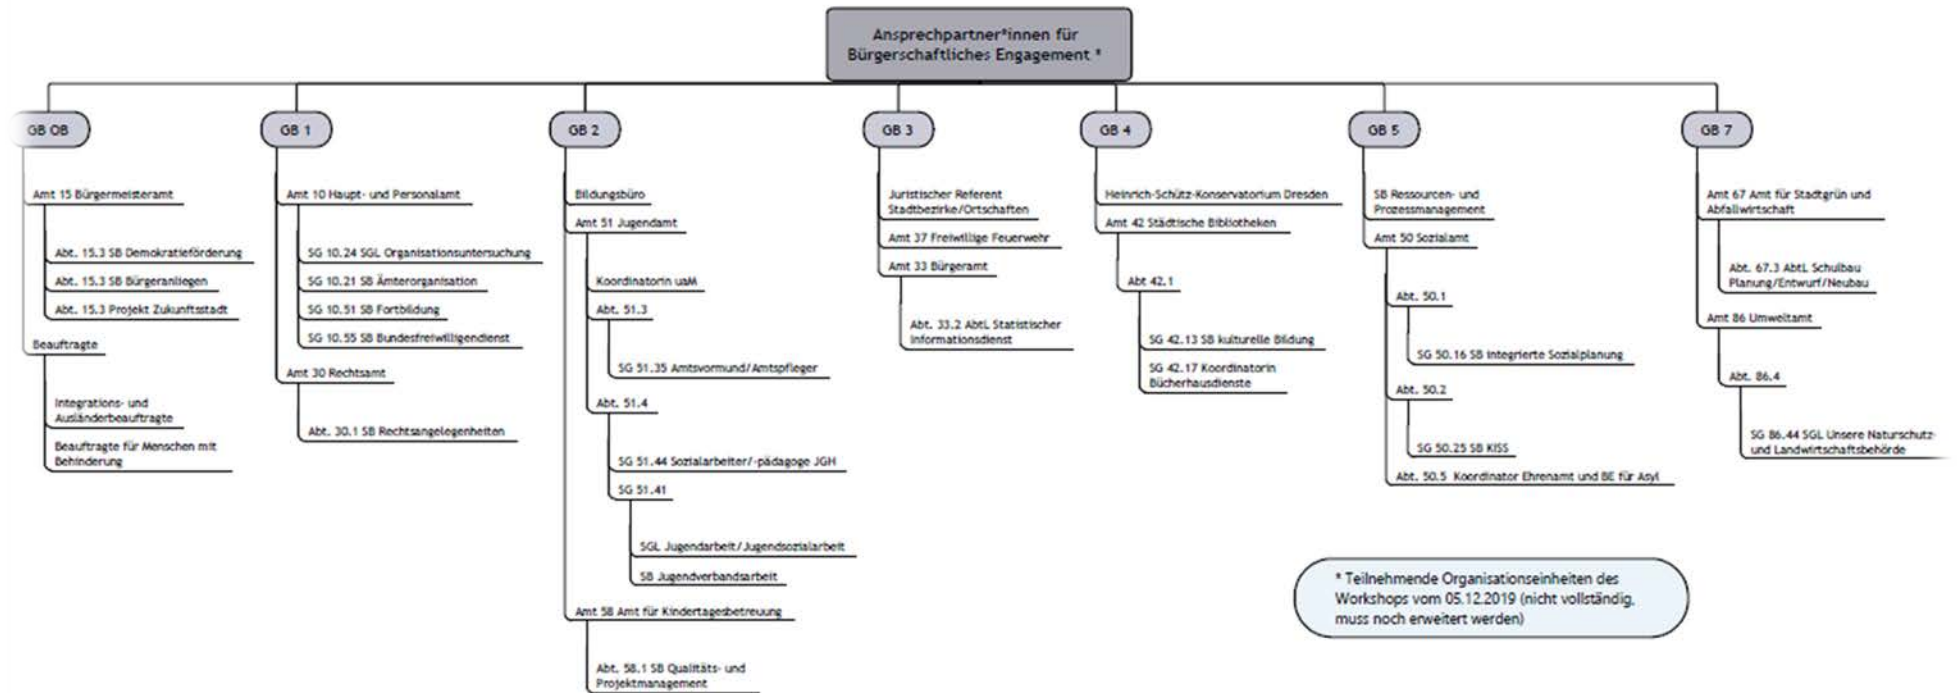 Ansprechpartner*innen für
Bürgerschaftliches Engagement *
GB OB
Amt 15 Bürgermeisteramt
Abt. 15.3 SB Demokratieförderung
Abt. 15.3 SB Bürgeranliegen
Abt. 15.3 Projekt Zukunftsstadt
Beauftragte
Integrations- und
Ausländerbeauftragte
Beauftragte für Menschen mit
Behinderung
GB 1
Amt 10 Haupt- und Personalamt
SG 10.24 SGL Organisationsuntersuchung
SG 10.21 SB Ämterorganisation
SG 10.51 SB Fortbildung
SG 10.55 SB Bundesfreiwilligendienst
Amt 30 Rechtsamt
Abt. 30.1 SB Rechtsangelegenheiten
GB 2
Bildungsbüro
Amt 51 Jugendamt
Koordinatorin uaM
Abt. 51.3
SG 51.35 Amtsvormund/Amtspfleger
Abt. 51.4
SG 51.44 Sozialarbeiter/-pädagoge JGH
SG 51.41
SGL Jugendarbeit/Jugendsozialarbeit
SB Jugendverbandsarbeit
Amt 58 Amt für Kindertagesbetreuung
Abt. 58.1 SB Qualitäts- und
Projektmanagement
GB 3
Juristischer Referent
Stadtbezirke/Ortschaften
Amt 37 Freiwillige Feuerwehr
Amt 33 Bürgeramt
Abt. 33.2 AbtL Statistischer
Informationsdienst
GB 4
Heinrich-Schütz-Konservatorium Dresden
Amt 42 Städtische Bibliotheken
Abt 42.1
SG 42.13 SB kulturelle Bildung
SG 42.17 Koordinatorin
Bücherhausdienste
GB 5
SB Ressourcen- und
Prozessmanagement
Amt 50 Sozialamt
Abt. 50.1
SG 50.16 SB Integrierte Sozialplanung
Abt. 50.2
SG 50.25 SB KISS
Abt. 50.5 Koordinator Ehrenamt und BE für Asyl
GB 7
Amt 67 Amt für Stadtgrün und
Abfallwirtschaft
Abt. 67.3 AbtL Schulbau
Planung/Entwurf/Neubau
Amt 86 Umweltamt
Abt. 86.4
SG 86.44 SGL Unsere Naturschutz-
und Landwirtschaftsbehörde
* Teilnehmende Organisationseinheiten des
Workshops vom 05.12.2019 (nicht vollständig,
muss noch erweitert werden)